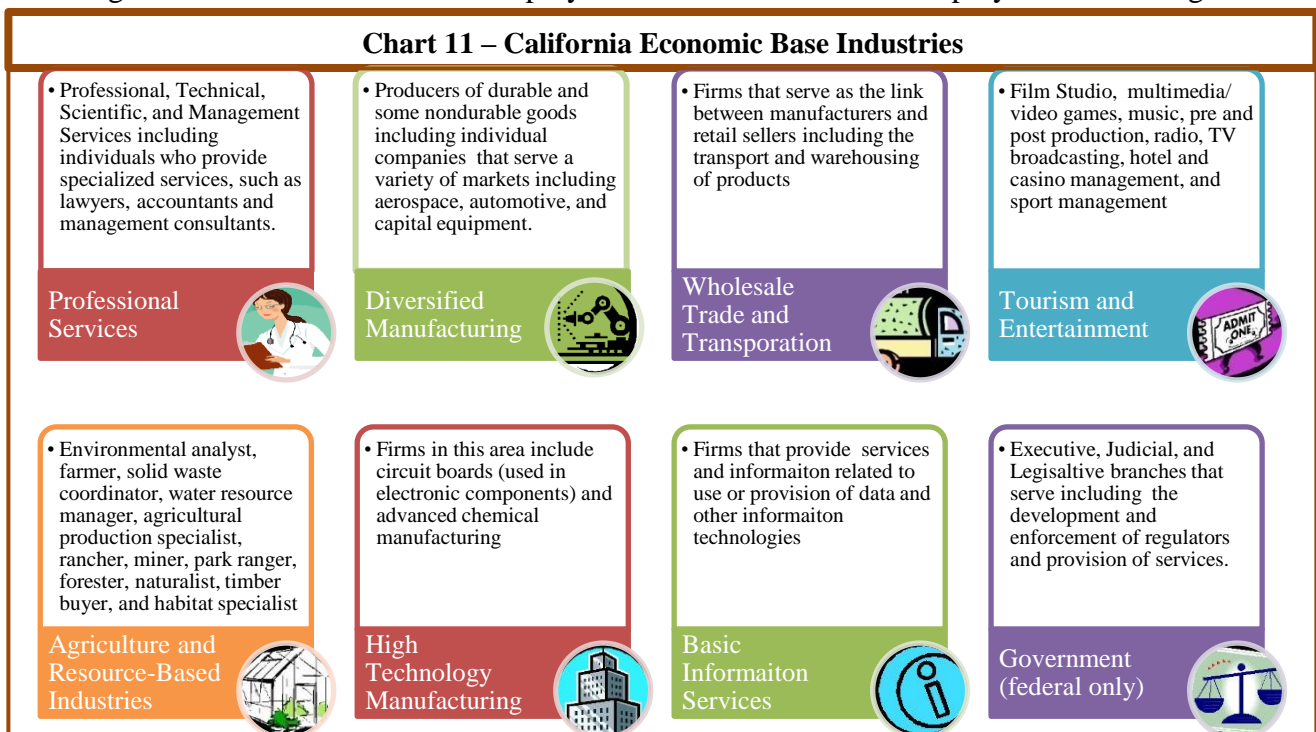 Chart 11 – California Economic Base Industries
• Professional, Technical,
Scientific, and Management
Services including
individuals who provide
specialized services, such as
lawyers, accountants and
management consultants.
Professional
Services
• Producers of durable and
some nondurable goods
including individual
companies that serve a
variety of markets including
aerospace, automotive, and
capital equipment.
Diversified
Manufacturing
• Firms that serve as the link
between manufacturers and
retail sellers including the
transport and warehousing
of products
Wholesale
Trade and
Transporation
• Film Studio, multimedia/
video games, music, pre and
post production, radio, TV
broadcasting, hotel and
casino management, and
sport management
Tourism and
Entertainment
ADMIT
ONE
• Environmental analyst,
farmer, solid waste
coordinator, water resource
manager, agricultural
production specialist,
rancher, miner, park ranger,
forester, naturalist, timber
buyer, and habitat specialist
Agriculture and
Resource-Based
Industries
• Firms in this area include
circuit boards (used in
electronic components) and
advanced chemical
manufacturing
High
Technology
Manufacturing
• Firms that provide services
and informaiton related to
use or provision of data and
other informaiton
technologies
Basic
Informaiton
Services
i
• Executive, Judicial, and
Legisaltive branches that
serve including the
development and
enforcement of regulators
and provision of services.
Government
(federal only)